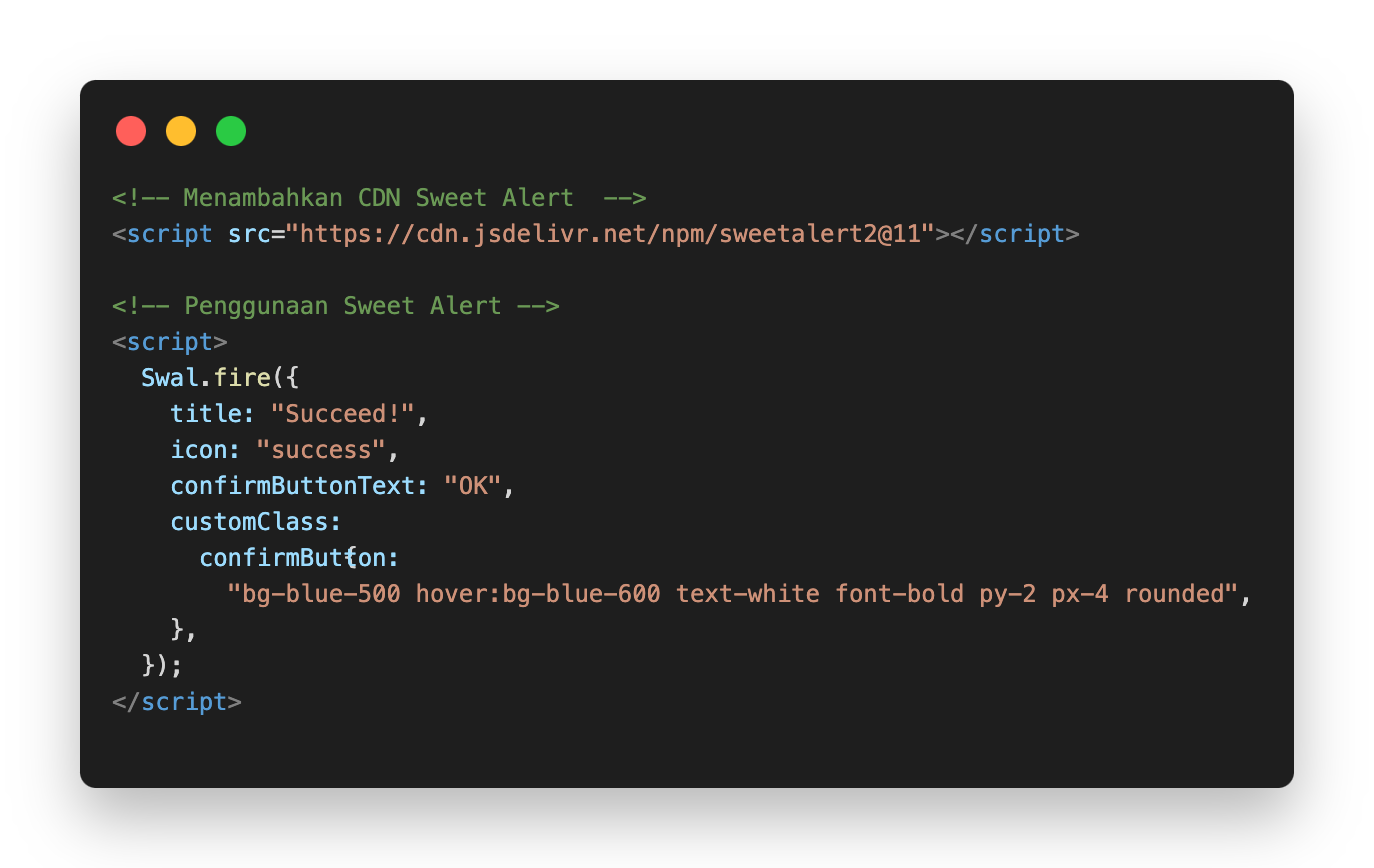 <!-- Menambahkan CDN Sweet Alert  -->
<script src="https://cdn.jsdelivr.net/npm/sweetalert2@11"></script>

<!-- Penggunaan Sweet Alert -->
<script>
  Swal.fire({
    title: "Succeed!",
    icon: "success",
    confirmButtonText: "OK",
    customClass: {
      confirmButton:
        "bg-blue-500 hover:bg-blue-600 text-white font-bold py-2 px-4 rounded",
    },
  });
</script>